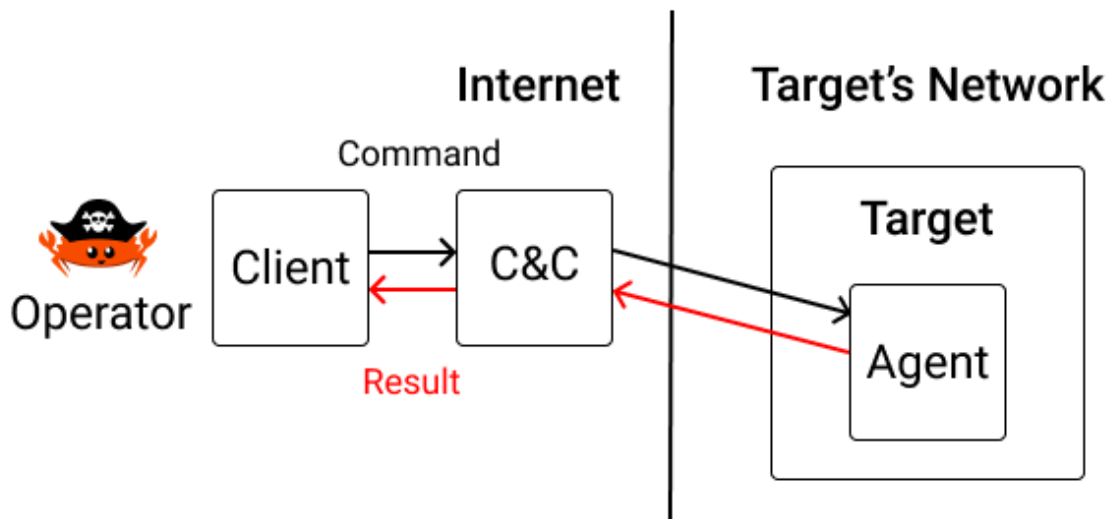 Internet
Target’s Network
Command
Target
Client
C&C
Operator
Agent
Result